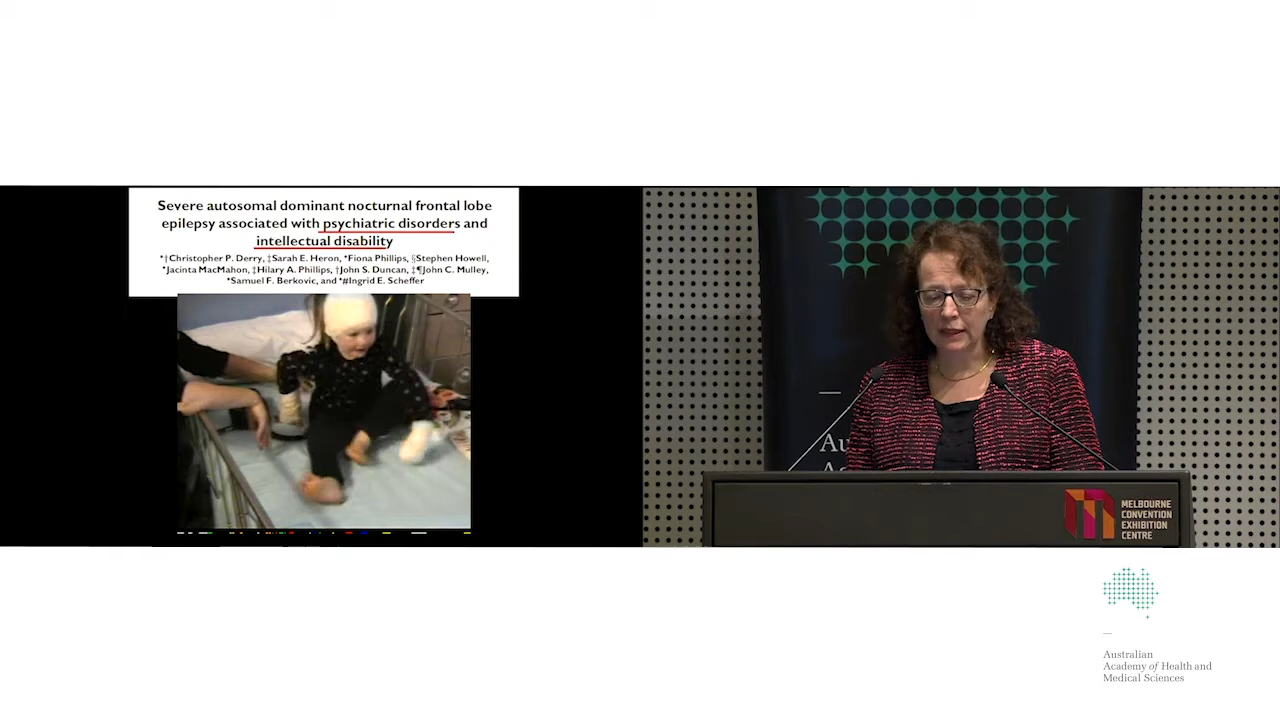 Severe autosomal dominant nocturnal frontal lobe
epilepsy associated with psychiatric disorders and
intellectual disability
*†Christopher P. Derry, ‡Sarah E. Heron, *Fiona Phillips, §Stephen Howell,
*Jacinta MacMahon, ‡Hilary A. Phillips, †John S. Duncan, ‡¶John C. Mulley,
*Samuel F. Berkovic, and *#Ingrid E. Scheffer
Au
MELBOURNE
CONVENTION
EXHIBITION
CENTRE
Australian
Academy of Health and
Medical Sciences